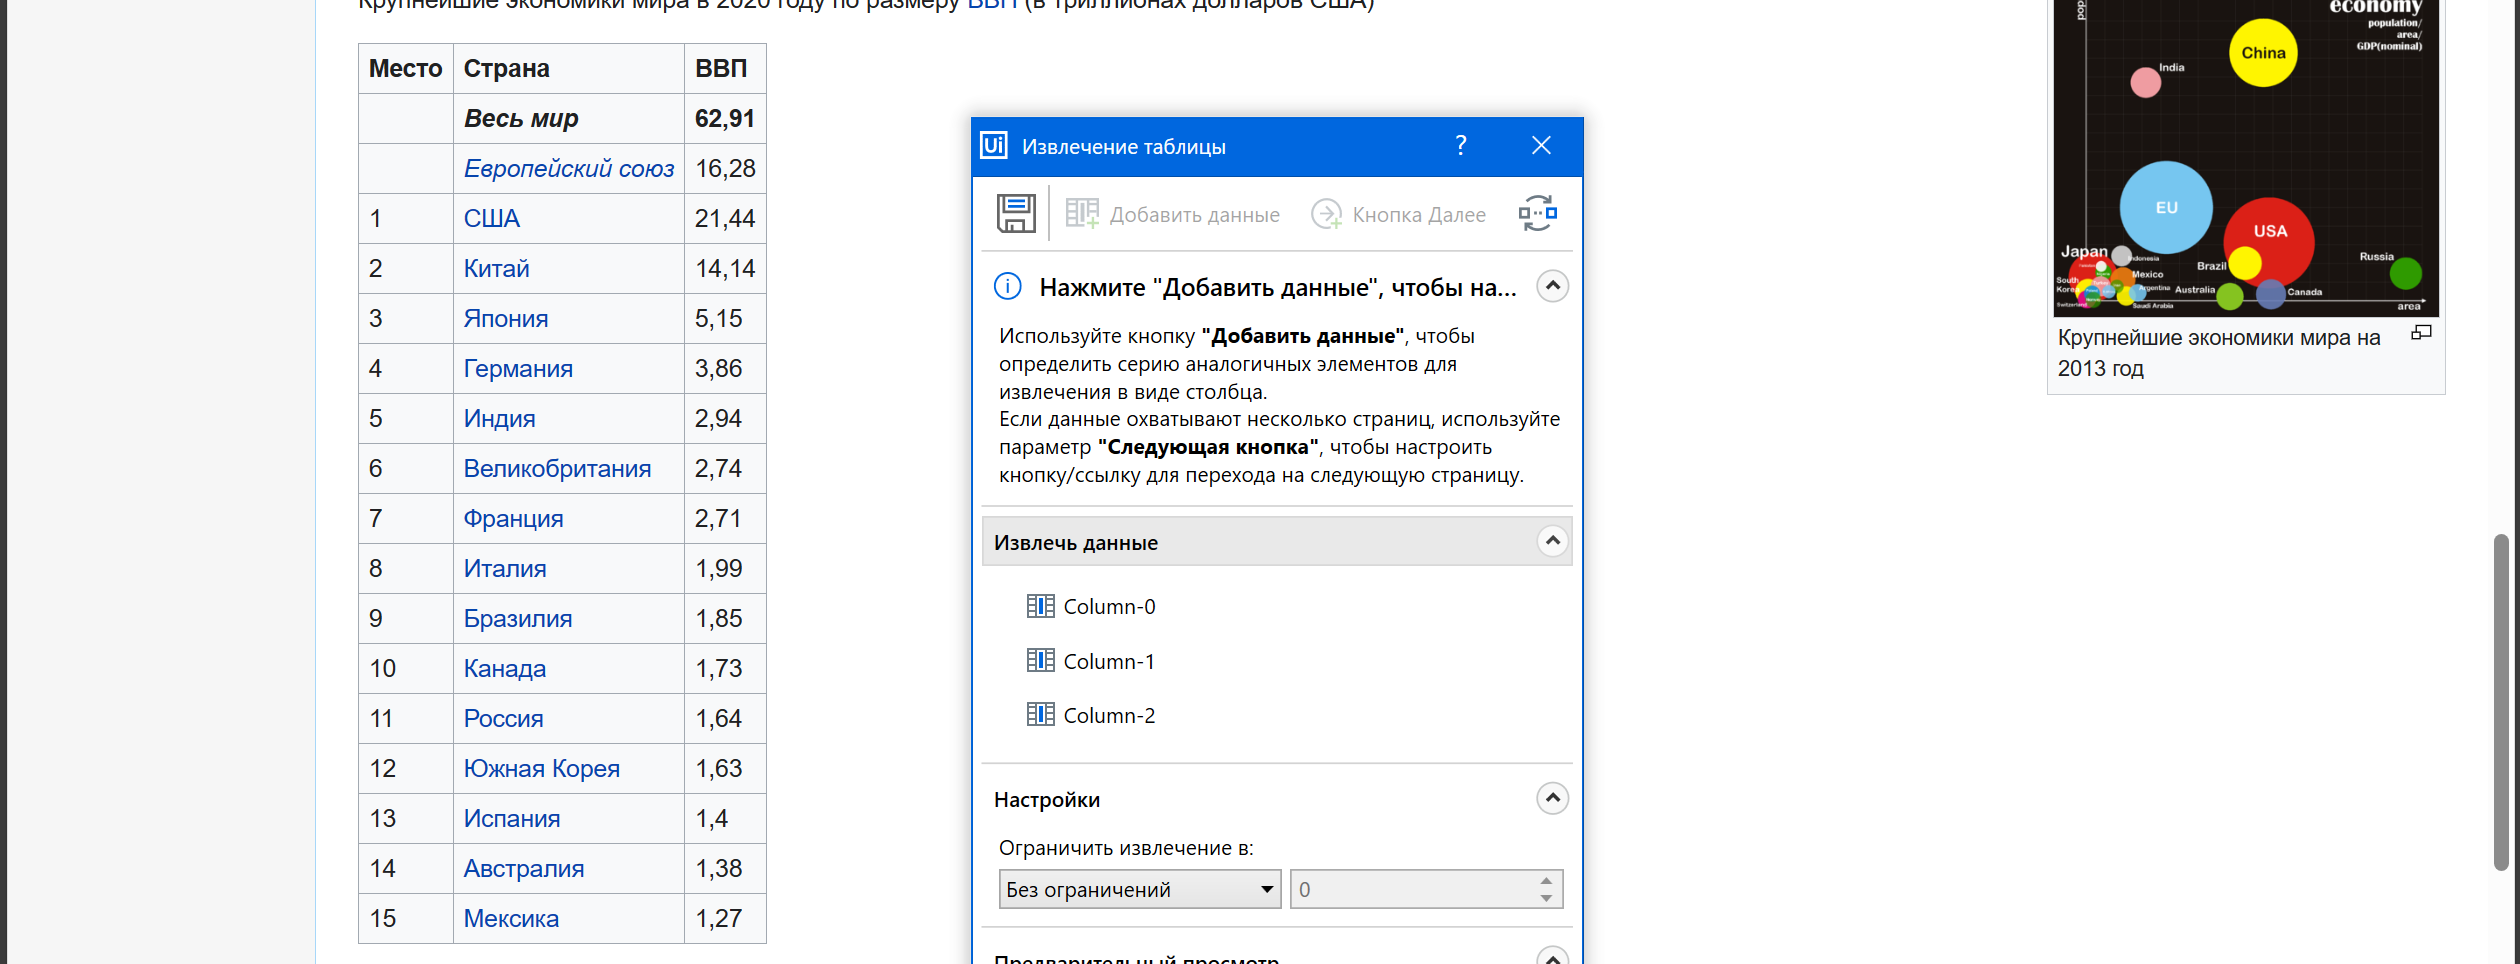 Крупнейшие экономики мира в 2020 году по размеру ВВП (в триллионах долларов США)
Место Страна ВВП
Весь мир 62,91
Европейский союз 16,28
1 США 21,44
2 Китай 14,14
3 Япония 5,15
4 Германия 3,86
5 Индия 2,94
6 Великобритания 2,74
7 Франция 2,71
8 Италия 1,99
9 Бразилия 1,85
10 Канада 1,73
11 Россия 1,64
12 Южная Корея 1,63
13 Испания 1,4
14 Австралия 1,38
15 Мексика 1,27
Ui Извлечение таблицы ?
Добавить данные Кнопка Далее
Нажмите "Добавить данные", чтобы на...
Используйте кнопку "Добавить данные", чтобы
определить серию аналогичных элементов для
извлечения в виде столбца.
Если данные охватывают несколько страниц, используйте
параметр "Следующая кнопка", чтобы настроить
кнопку/ссылку для перехода на следующую страницу.
Извлечь данные
Column-0
Column-1
Column-2
Настройки
Ограничить извлечение в:
Без ограничений 0
Предварительный просмотр
economy
population/
area/
GDP(nominal)
China
India
EU
USA
Japan
Indonesia
Mexico
Brazil
Russia
South
Korea
Argentina
Australia
Canada
Switzerland
Saudi Arabia
area
Крупнейшие экономики мира на
2013 год